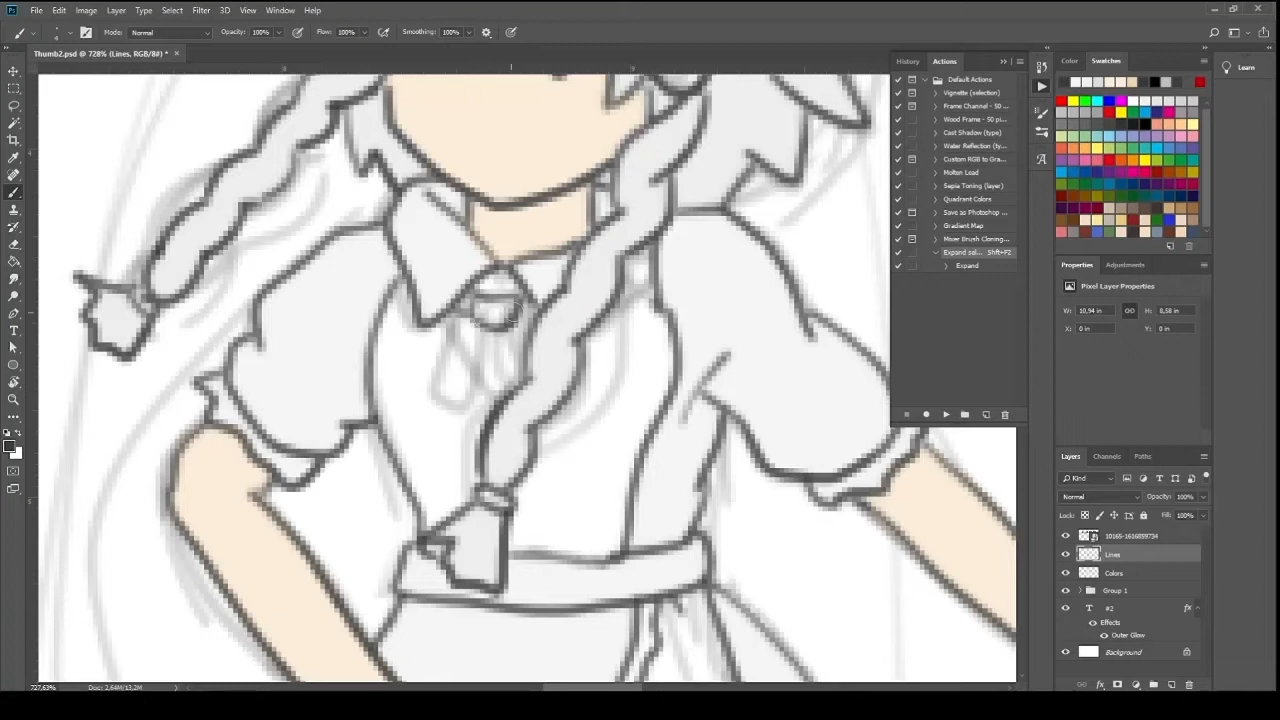 Ps File Edit Image Layer Type Select Filter 3D View Window Help
Mode: Normal Opacity: 100% Flow: 100% Smoothing: 100%
Thumb2.psd @ 728% (Lines, RGB/8#) *
History Actions
Default Actions
Vignette (selection)
Frame Channel - 50 ...
Wood Frame - 50 pi...
Cast Shadow (type)
Water Reflection (ty...
Custom RGB to Gra...
Molten Lead
Sepia Toning (layer)
Quadrant Colors
Save as Photoshop ...
Gradient Map
Mixer Brush Cloning...
Expand sel... Shft+F2
Expand
Color Swatches
Learn
Properties Adjustments
Pixel Layer Properties
W: 10,94 in H: 8,58 in
X: 0 in Y: 0 in
Layers Channels Paths
Kind
Normal Opacity: 100%
Lock: Fill: 100%
10165-1616859734
Lines
Colors
Group 1
#2 fx
Effects
Outer Glow
Background
727,63% Doc: 2,64M/13,2M